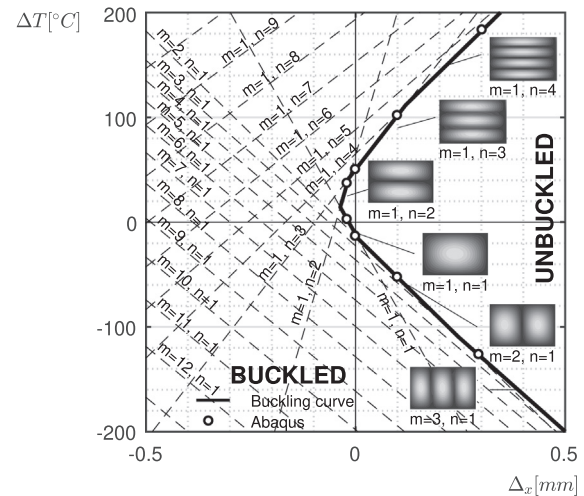 ΔT[°C]
200
100
0
-100
-200
-0.5
0
0.5
Δx[mm]
m=2, n=1
m=3, n=1
m=4, n=1
m=5, n=1
m=6, n=1
m=7, n=1
m=8, n=1
m=9, n=1
m=10, n=1
m=11, n=1
m=12, n=1
m=1, n=9
m=1, n=8
m=1, n=7
m=1, n=6
m=1, n=5
m=1, n=4
m=1, n=3
m=1, n=2
m=1, n=1
m=1, n=4
m=1, n=3
m=1, n=2
m=1, n=1
m=2, n=1
m=3, n=1
UNBUCKLED
BUCKLED
Buckling curve
Abaqus